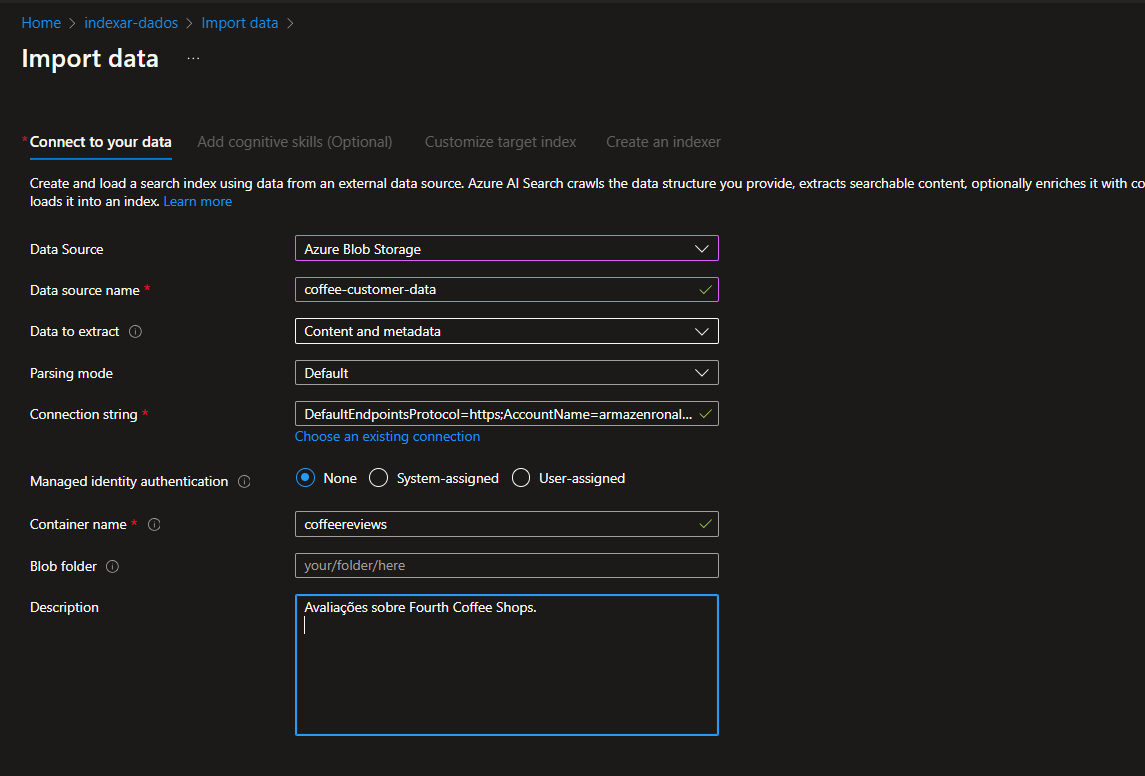 Home > indexar-dados > Import data >
Import data ...
* Connect to your data Add cognitive skills (Optional) Customize target index Create an indexer
Create and load a search index using data from an external data source. Azure AI Search crawls the data structure you provide, extracts searchable content, optionally enriches it with co
loads it into an index. Learn more
Data Source Azure Blob Storage
Data source name * coffee-customer-data
Data to extract Content and metadata
Parsing mode Default
Connection string * DefaultEndpointsProtocol=https;AccountName=armazenronal...
Choose an existing connection
Managed identity authentication None System-assigned User-assigned
Container name * coffeereviews
Blob folder your/folder/here
Description Avaliações sobre Fourth Coffee Shops.